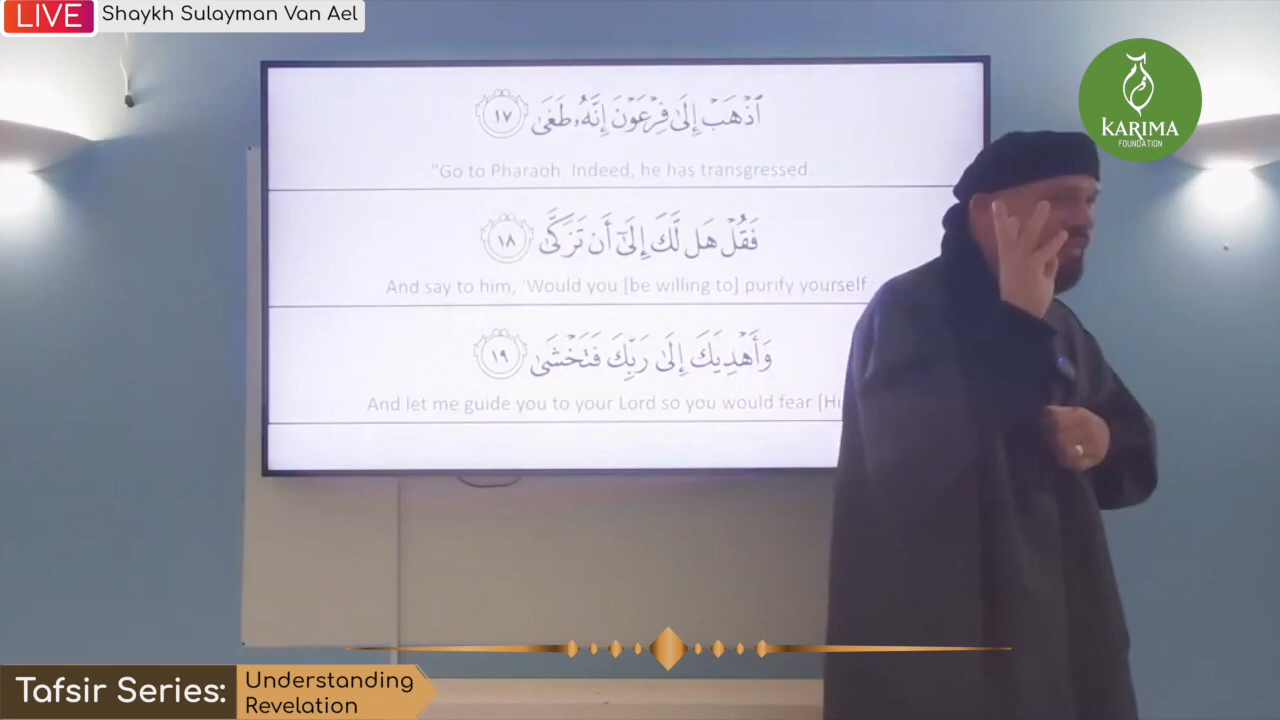 LIVE
Shaykh Sulayman Van Ael
KARIMA
FOUNDATION
ٱذۡهَبۡ إِلَىٰ فِرۡعَوۡنَ إِنَّهُۥ طَغَىٰ ١٧
"Go to Pharaoh. Indeed, he has transgressed.
فَقُلۡ هَل لَّكَ إِلَىٰٓ أَن تَزَكَّىٰ ١٨
And say to him, 'Would you [be willing to] purify yourself
وَأَهۡدِيَكَ إِلَىٰ رَبِّكَ فَتَخۡشَىٰ ١٩
And let me guide you to your Lord so you would fear [Hi
Tafsir Series:
Understanding
Revelation